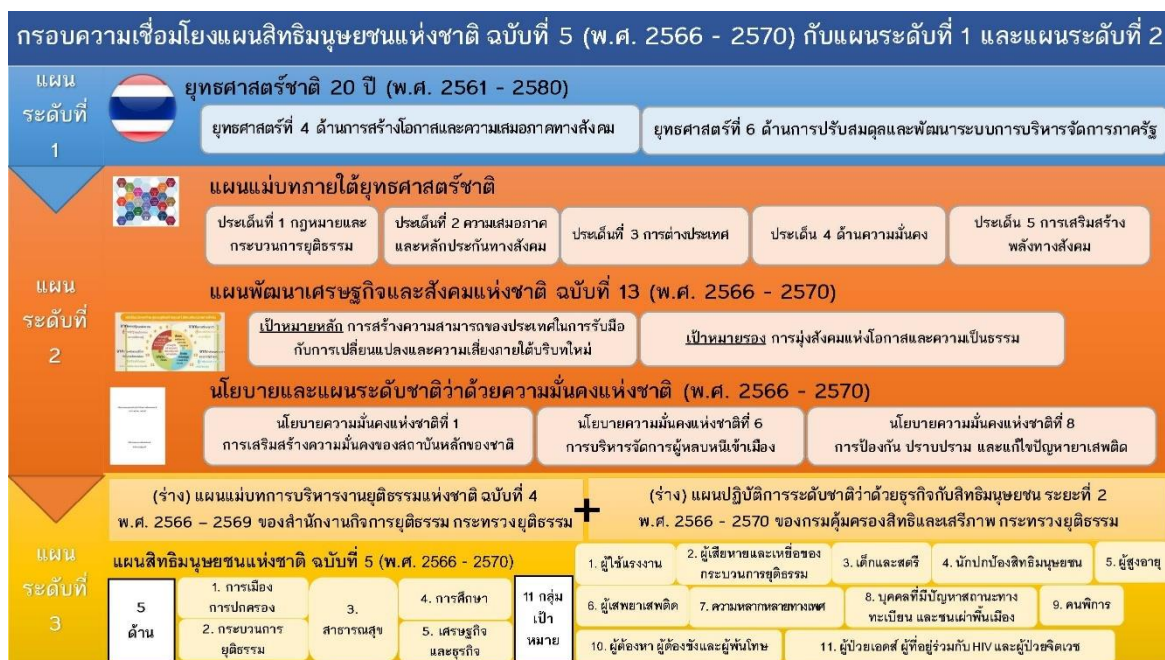 กรอบความเชื่อมโยงแผนสิทธิมนุษยชนแห่งชาติ ฉบับที่ 5 (พ.ศ. 2566 - 2570) กับแผนระดับที่ 1 และแผนระดับที่ 2
แผน
ระดับที่
1
ยุทธศาสตร์ชาติ 20 ปี (พ.ศ. 2561 - 2580)
ยุทธศาสตร์ที่ 4 ด้านการสร้างโอกาสและความเสมอภาคทางสังคม
ยุทธศาสตร์ที่ 6 ด้านการปรับสมดุลและพัฒนาระบบการบริหารจัดการภาครัฐ
แผน
ระดับที่
2
แผนแม่บทภายใต้ยุทธศาสตร์ชาติ
ประเด็นที่ 1 กฎหมายและ
กระบวนการยุติธรรม
ประเด็นที่ 2 ความเสมอภาค
และหลักประกันทางสังคม
ประเด็นที่ 3 การต่างประเทศ
ประเด็น 4 ด้านความมั่นคง
ประเด็น 5 การเสริมสร้าง
พลังทางสังคม
แผนพัฒนาเศรษฐกิจและสังคมแห่งชาติ ฉบับที่ 13 (พ.ศ. 2566 - 2570)
เป้าหมายหลัก การสร้างความสามารถของประเทศในการรับมือ
กับการเปลี่ยนแปลงและความเสี่ยงภายใต้บริบทใหม่
เป้าหมายรอง การมุ่งสังคมแห่งโอกาสและความเป็นธรรม
นโยบายและแผนระดับชาติว่าด้วยความมั่นคงแห่งชาติ (พ.ศ. 2566 - 2570)
นโยบายความมั่นคงแห่งชาติที่ 1
การเสริมสร้างความมั่นคงของสถาบันหลักของชาติ
นโยบายความมั่นคงแห่งชาติที่ 6
การบริหารจัดการผู้หลบหนีเข้าเมือง
นโยบายความมั่นคงแห่งชาติที่ 8
การป้องกัน ปราบปราม และแก้ไขปัญหายาเสพติด
แผน
ระดับที่
3
(ร่าง) แผนแม่บทการบริหารงานยุติธรรมแห่งชาติ ฉบับที่ 4
พ.ศ. 2566 – 2569 ของสำนักงานกิจการยุติธรรม กระทรวงยุติธรรม
+
(ร่าง) แผนปฏิบัติการระดับชาติว่าด้วยธุรกิจกับสิทธิมนุษยชน ระยะที่ 2
พ.ศ. 2566 - 2570 ของกรมคุ้มครองสิทธิและเสรีภาพ กระทรวงยุติธรรม
แผนสิทธิมนุษยชนแห่งชาติ ฉบับที่ 5 (พ.ศ. 2566 - 2570)
5
ด้าน
1. การเมือง
การปกครอง
2. กระบวนการ
ยุติธรรม
3.
สาธารณสุข
4. การศึกษา
5. เศรษฐกิจ
และธุรกิจ
11 กลุ่ม
เป้า
หมาย
1. ผู้ใช้แรงงาน
2. ผู้เสียหายและเหยื่อของ
กระบวนการยุติธรรม
3. เด็กและสตรี
4. นักปกป้องสิทธิมนุษยชน
5. ผู้สูงอายุ
6. ผู้เสพยาเสพติด
7. ความหลากหลายทางเพศ
8. บุคคลที่มีปัญหาสถานะทาง
ทะเบียน และชนเผ่าพื้นเมือง
9. คนพิการ
10. ผู้ต้องหา ผู้ต้องขังและผู้พ้นโทษ
11. ผู้ป่วยเอดส์ ผู้ที่อยู่ร่วมกับ HIV และผู้ป่วยจิตเวช